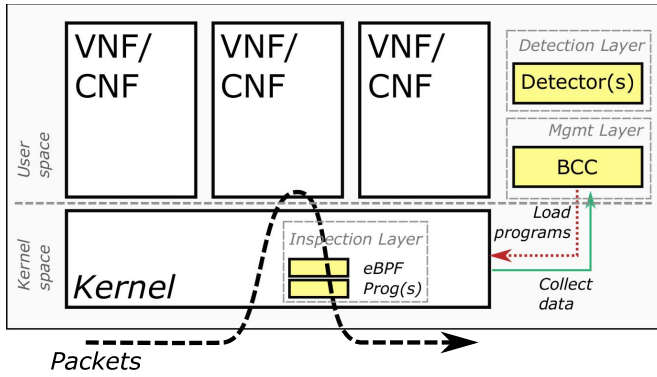 VNF/
CNF
VNF/
CNF
VNF/
CNF
Detection Layer
Detector(s)
Mgmt Layer
BCC
User
space
Kernel
space
Load
programs
Inspection Layer
eBPF
Prog(s)
Kernel
Collect
data
Packets